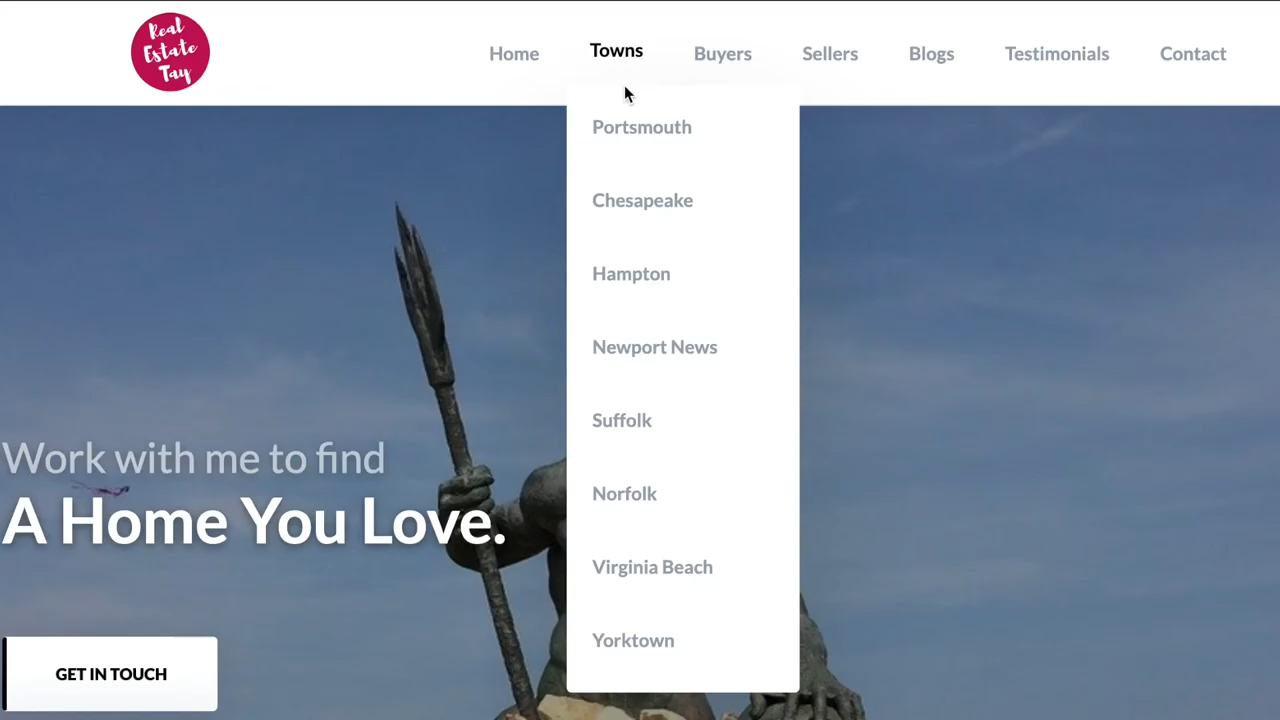 Real
Estate
Tay
Home Towns Buyers Sellers Blogs Testimonials Contact
Portsmouth
Chesapeake
Hampton
Newport News
Suffolk
Norfolk
Virginia Beach
Yorktown
Work with me to find
A Home You Love.
GET IN TOUCH